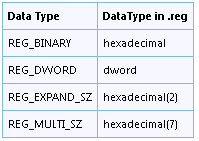 Data Type DataType in .reg
REG_BINARY hexadecimal
REG_DWORD dword
REG_EXPAND_SZ hexadecimal(2)
REG_MULTI_SZ hexadecimal(7)